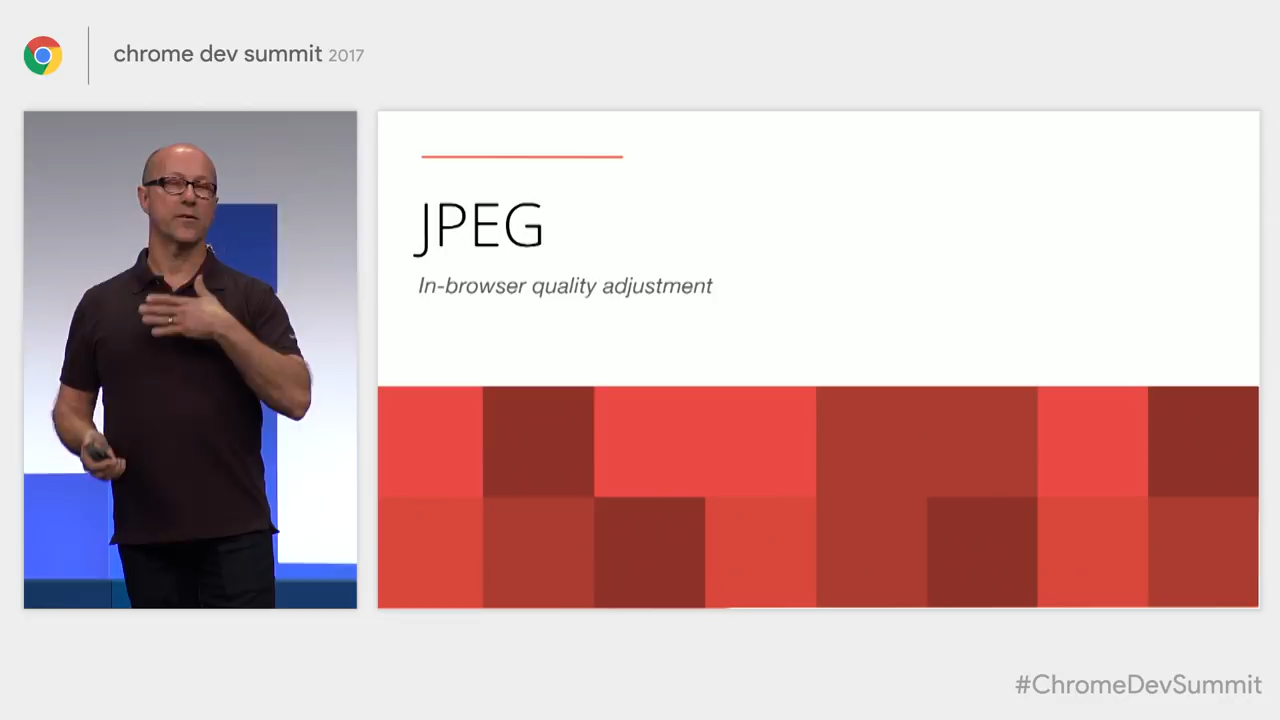 chrome dev summit 2017
JPEG
In-browser quality adjustment
#ChromeDevSummit